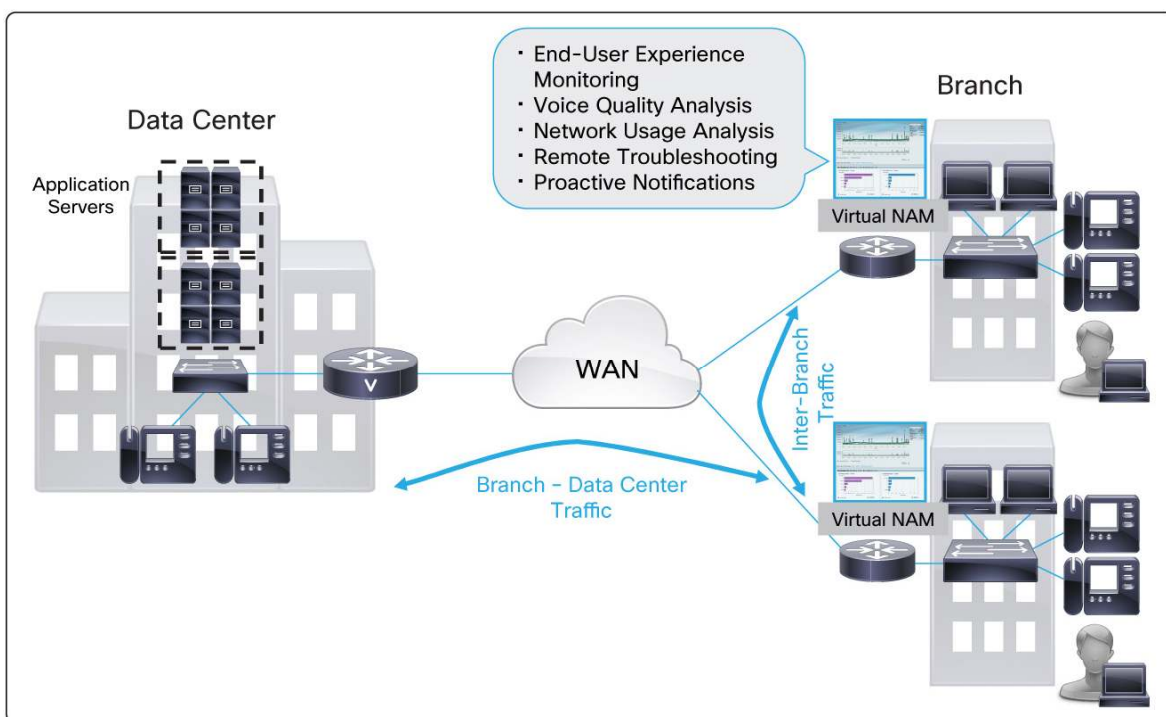 · End-User Experience
Monitoring
· Voice Quality Analysis
· Network Usage Analysis
· Remote Troubleshooting
· Proactive Notifications
Data Center
Branch
Application
Servers
Virtual NAM
WAN
V
Inter-Branch
Traffic
Branch - Data Center
Traffic
Virtual NAM